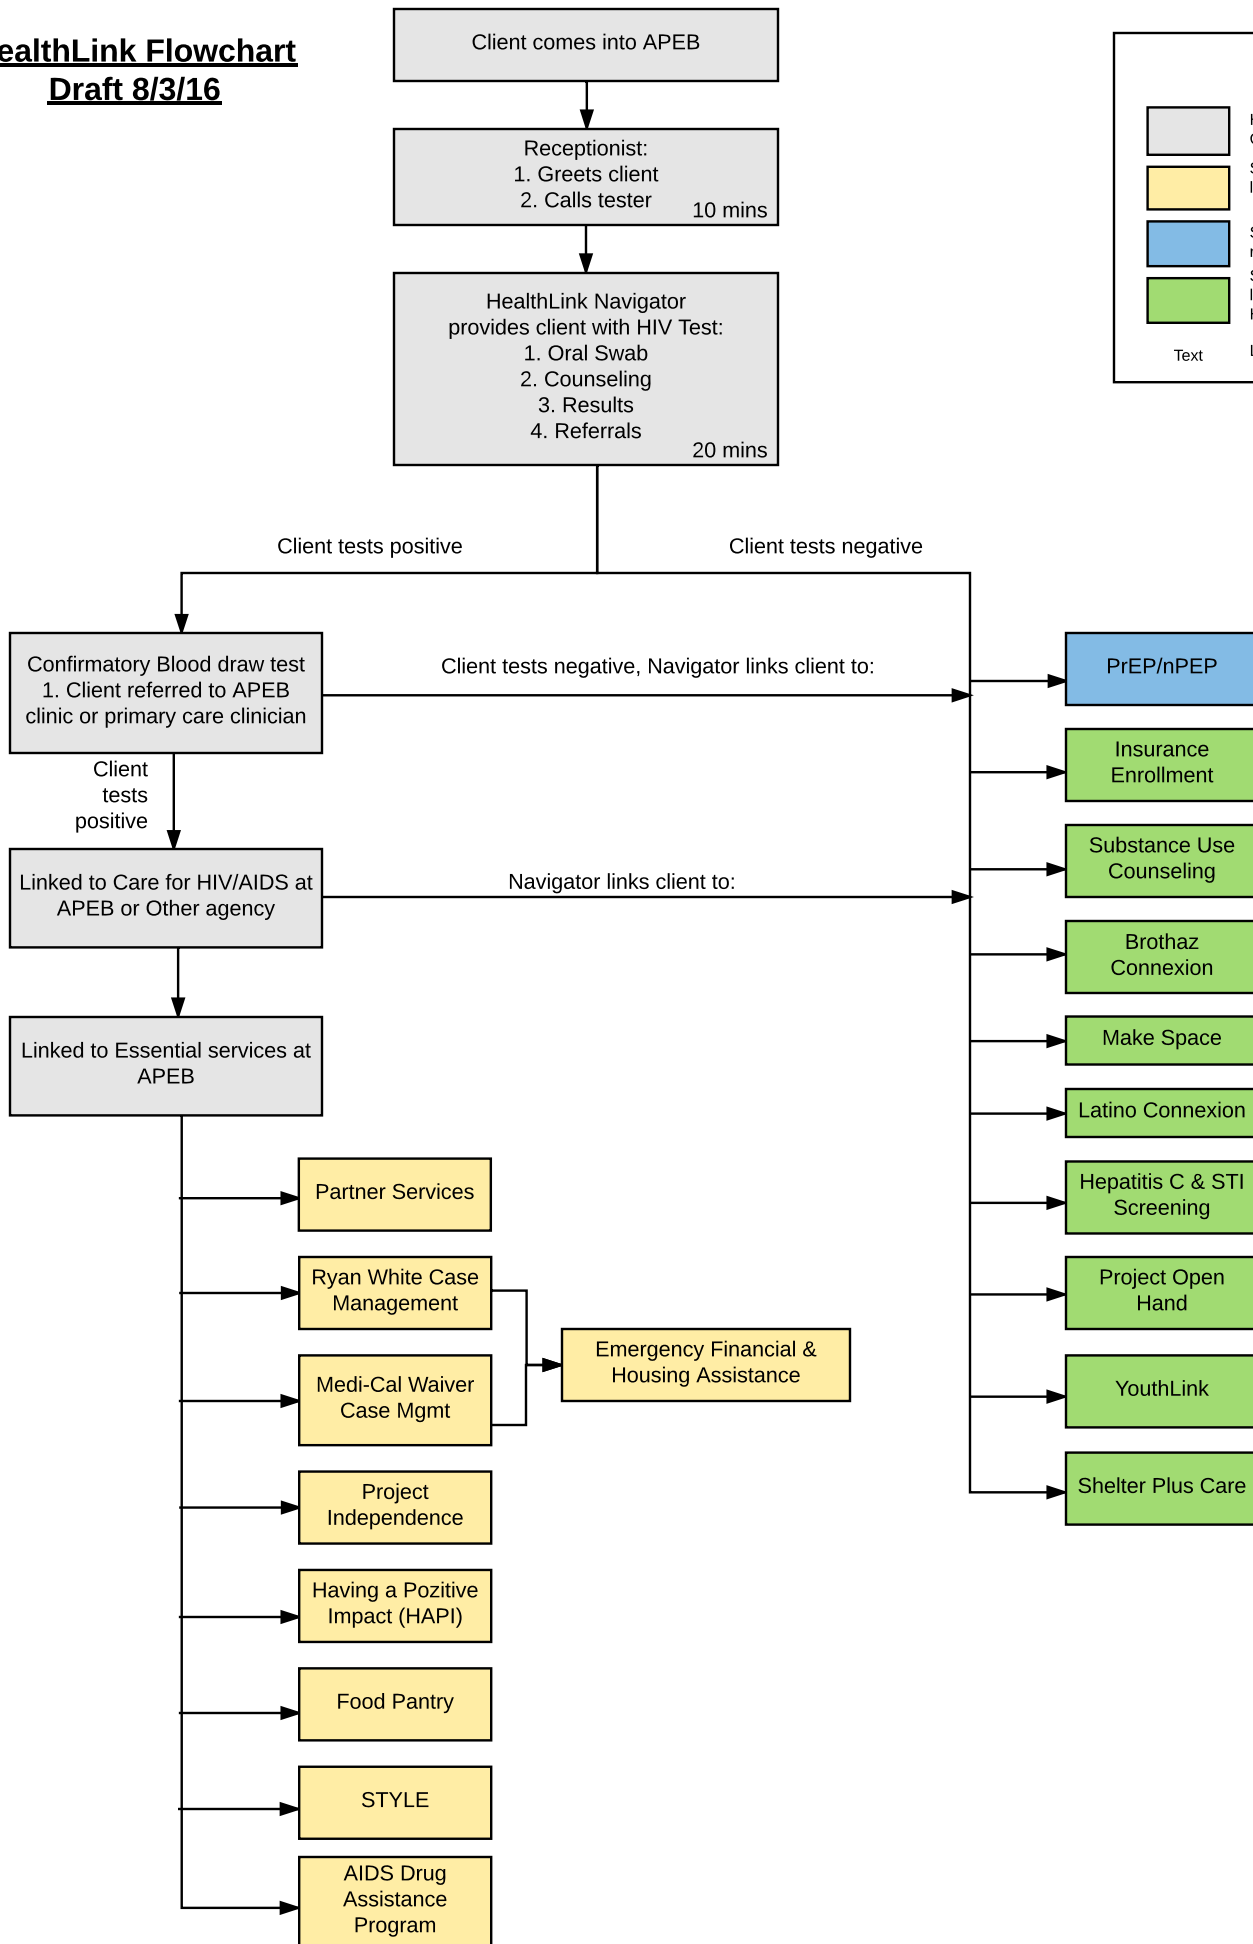 ealthLink Flowchart
Draft 8/3/16
Client comes into APEB
Receptionist:
1. Greets client
2. Calls tester
10 mins
HealthLink Navigator
provides client with HIV Test:
1. Oral Swab
2. Counseling
3. Results
4. Referrals
20 mins
Text
Client tests positive
Client tests negative
Confirmatory Blood draw test
1. Client referred to APEB
clinic or primary care clinician
Client tests negative, Navigator links client to:
Client
tests
positive
Linked to Care for HIV/AIDS at
APEB or Other agency
Navigator links client to:
Linked to Essential services at
APEB
Partner Services
Ryan White Case
Management
Medi-Cal Waiver
Case Mgmt
Emergency Financial &
Housing Assistance
Project
Independence
Having a Pozitive
Impact (HAPI)
Food Pantry
STYLE
AIDS Drug
Assistance
Program
PrEP/nPEP
Insurance
Enrollment
Substance Use
Counseling
Brothaz
Connexion
Make Space
Latino Connexion
Hepatitis C & STI
Screening
Project Open
Hand
YouthLink
Shelter Plus Care